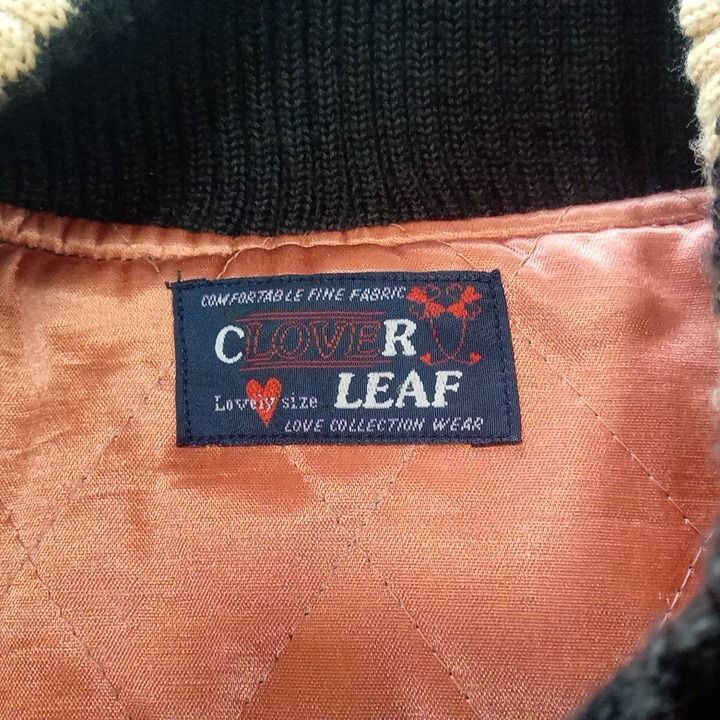 COMFORTABLE FINE FABRIC
CLOVER
Lovely size LEAF
LOVE COLLECTION WEAR